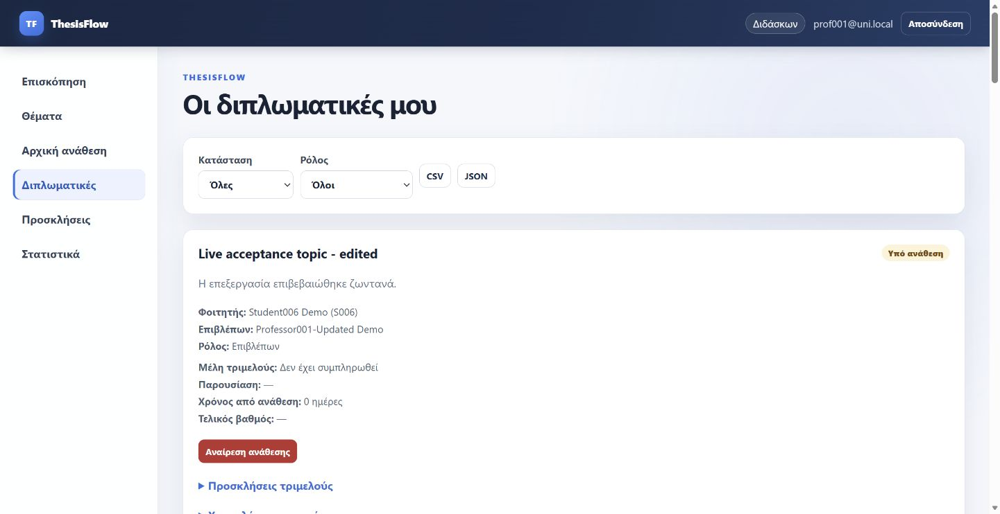 TF ThesisFlow Διδάσκων prof001@uni.local Αποσύνδεση
Επισκόπηση
Θέματα
Αρχική ανάθεση
Διπλωματικές
Προσκλήσεις
Στατιστικά
THESISFLOW
Οι διπλωματικές μου
Κατάσταση Ρόλος
Όλες Όλοι CSV JSON
Live acceptance topic - edited Υπό ανάθεση
Η επεξεργασία επιβεβαιώθηκε ζωντανά.
Φοιτητής: Student006 Demo (S006)
Επιβλέπων: Professor001-Updated Demo
Ρόλος: Επιβλέπων
Μέλη τριμελούς: Δεν έχει συμπληρωθεί
Παρουσίαση: —
Χρόνος από ανάθεση: 0 ημέρες
Τελικός βαθμός: —
Αναίρεση ανάθεσης
Προσκλήσεις τριμελούς